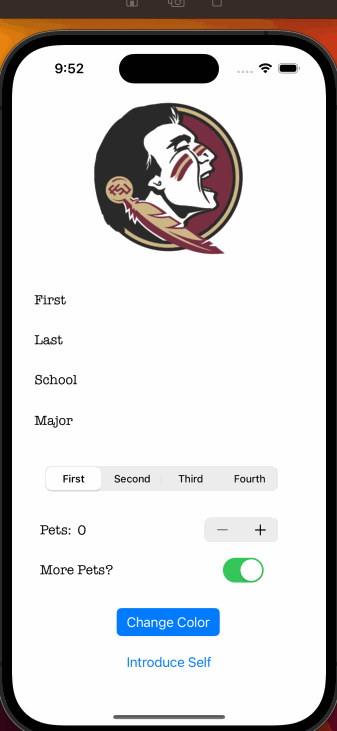 9:52
First
Last
School
Major
First Second Third Fourth
Pets: 0
More Pets?
Change Color
Introduce Self